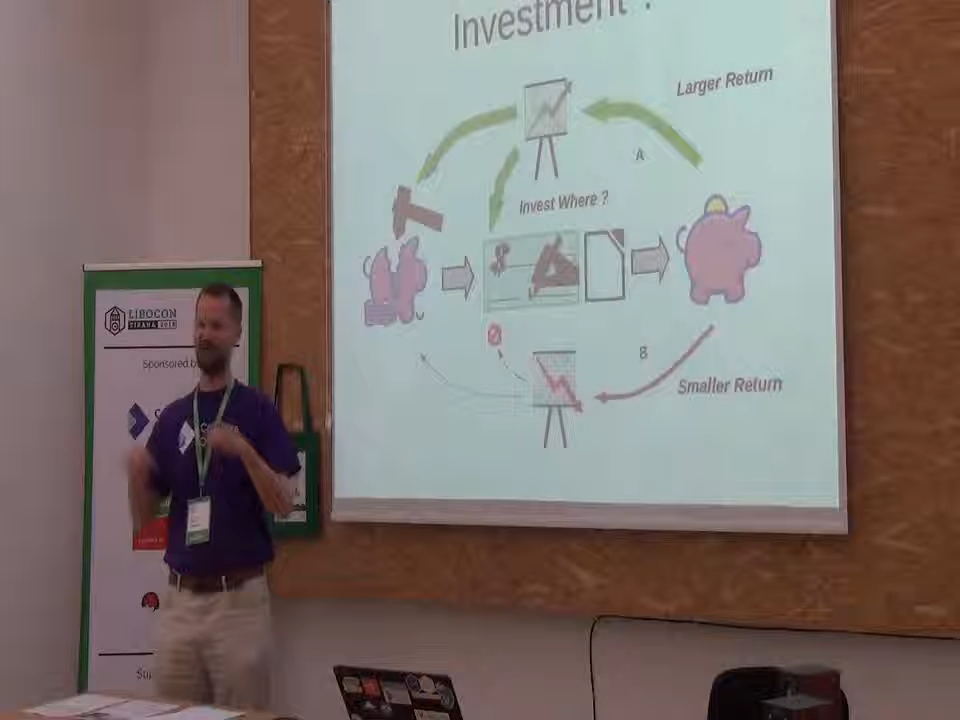 Investment ?
Larger Return
A
Invest Where ?
$
B
Smaller Return
LIBOCON
TIRANA 2018
Sponsored